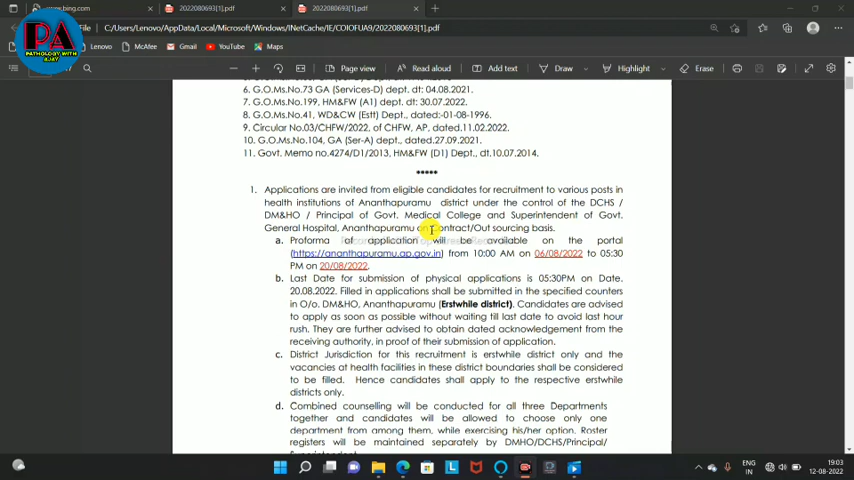 www.bing.com
2022080693[1].pdf
2022080693[1].pdf
File
C:/Users/Lenovo/AppData/Local/Microsoft/Windows/INetCache/IE/COIOFUA9/2022080693[1].pdf
Lenovo
McAfee
Gmail
YouTube
Maps
PA
PATHOLOGY WITH
AJAY
Page view
Read aloud
Add text
Draw
Highlight
Erase
6. G.O.Ms.No.73 GA (Services-D) dept. dt: 04.08.2021.
7. G.O.Ms.No.199, HM&FW (A1) dept. dt: 30.07.2022.
8. G.O.Ms.No.41, WD&CW (Estt) Dept., dated:-01-08-1996.
9. Circular No.03/CHFW/2022, of CHFW, AP, dated.11.02.2022.
10. G.O.Ms.No.104, GA (Ser-A) dept., dated.27.09.2021.
11. Govt. Memo no.4274/D1/2013, HM&FW (D1) Dept., dt.10.07.2014.
*****
1. Applications are invited from eligible candidates for recruitment to various posts in
health institutions of Ananthapuramu district under the control of the DCHS /
DM&HO / Principal of Govt. Medical College and Superintendent of Govt.
General Hospital, Ananthapuramu on Contract/Out sourcing basis.
a. Proforma of application will be available on the portal
(https://ananthapuramu.ap.gov.in) from 10:00 AM on 06/08/2022 to 05:30
PM on 20/08/2022.
b. Last Date for submission of physical applications is 05:30PM on Date.
20.08.2022. Filled in applications shall be submitted in the specified counters
in O/o. DM&HO, Ananthapuramu (Erstwhile district). Candidates are advised
to apply as soon as possible without waiting till last date to avoid last hour
rush. They are further advised to obtain dated acknowledgement from the
receiving authority, in proof of their submission of application.
c. District Jurisdiction for this recruitment is erstwhile district only and the
vacancies at health facilities in these district boundaries shall be considered
to be filled. Hence candidates shall apply to the respective erstwhile
districts only.
d. Combined counselling will be conducted for all three Departments
together and candidates will be allowed to choose only one
department from among them, while exercising his/her option. Roster
registers will be maintained separately by DMHO/DCHS/Principal/
ENG
IN
19:03
12-08-2022